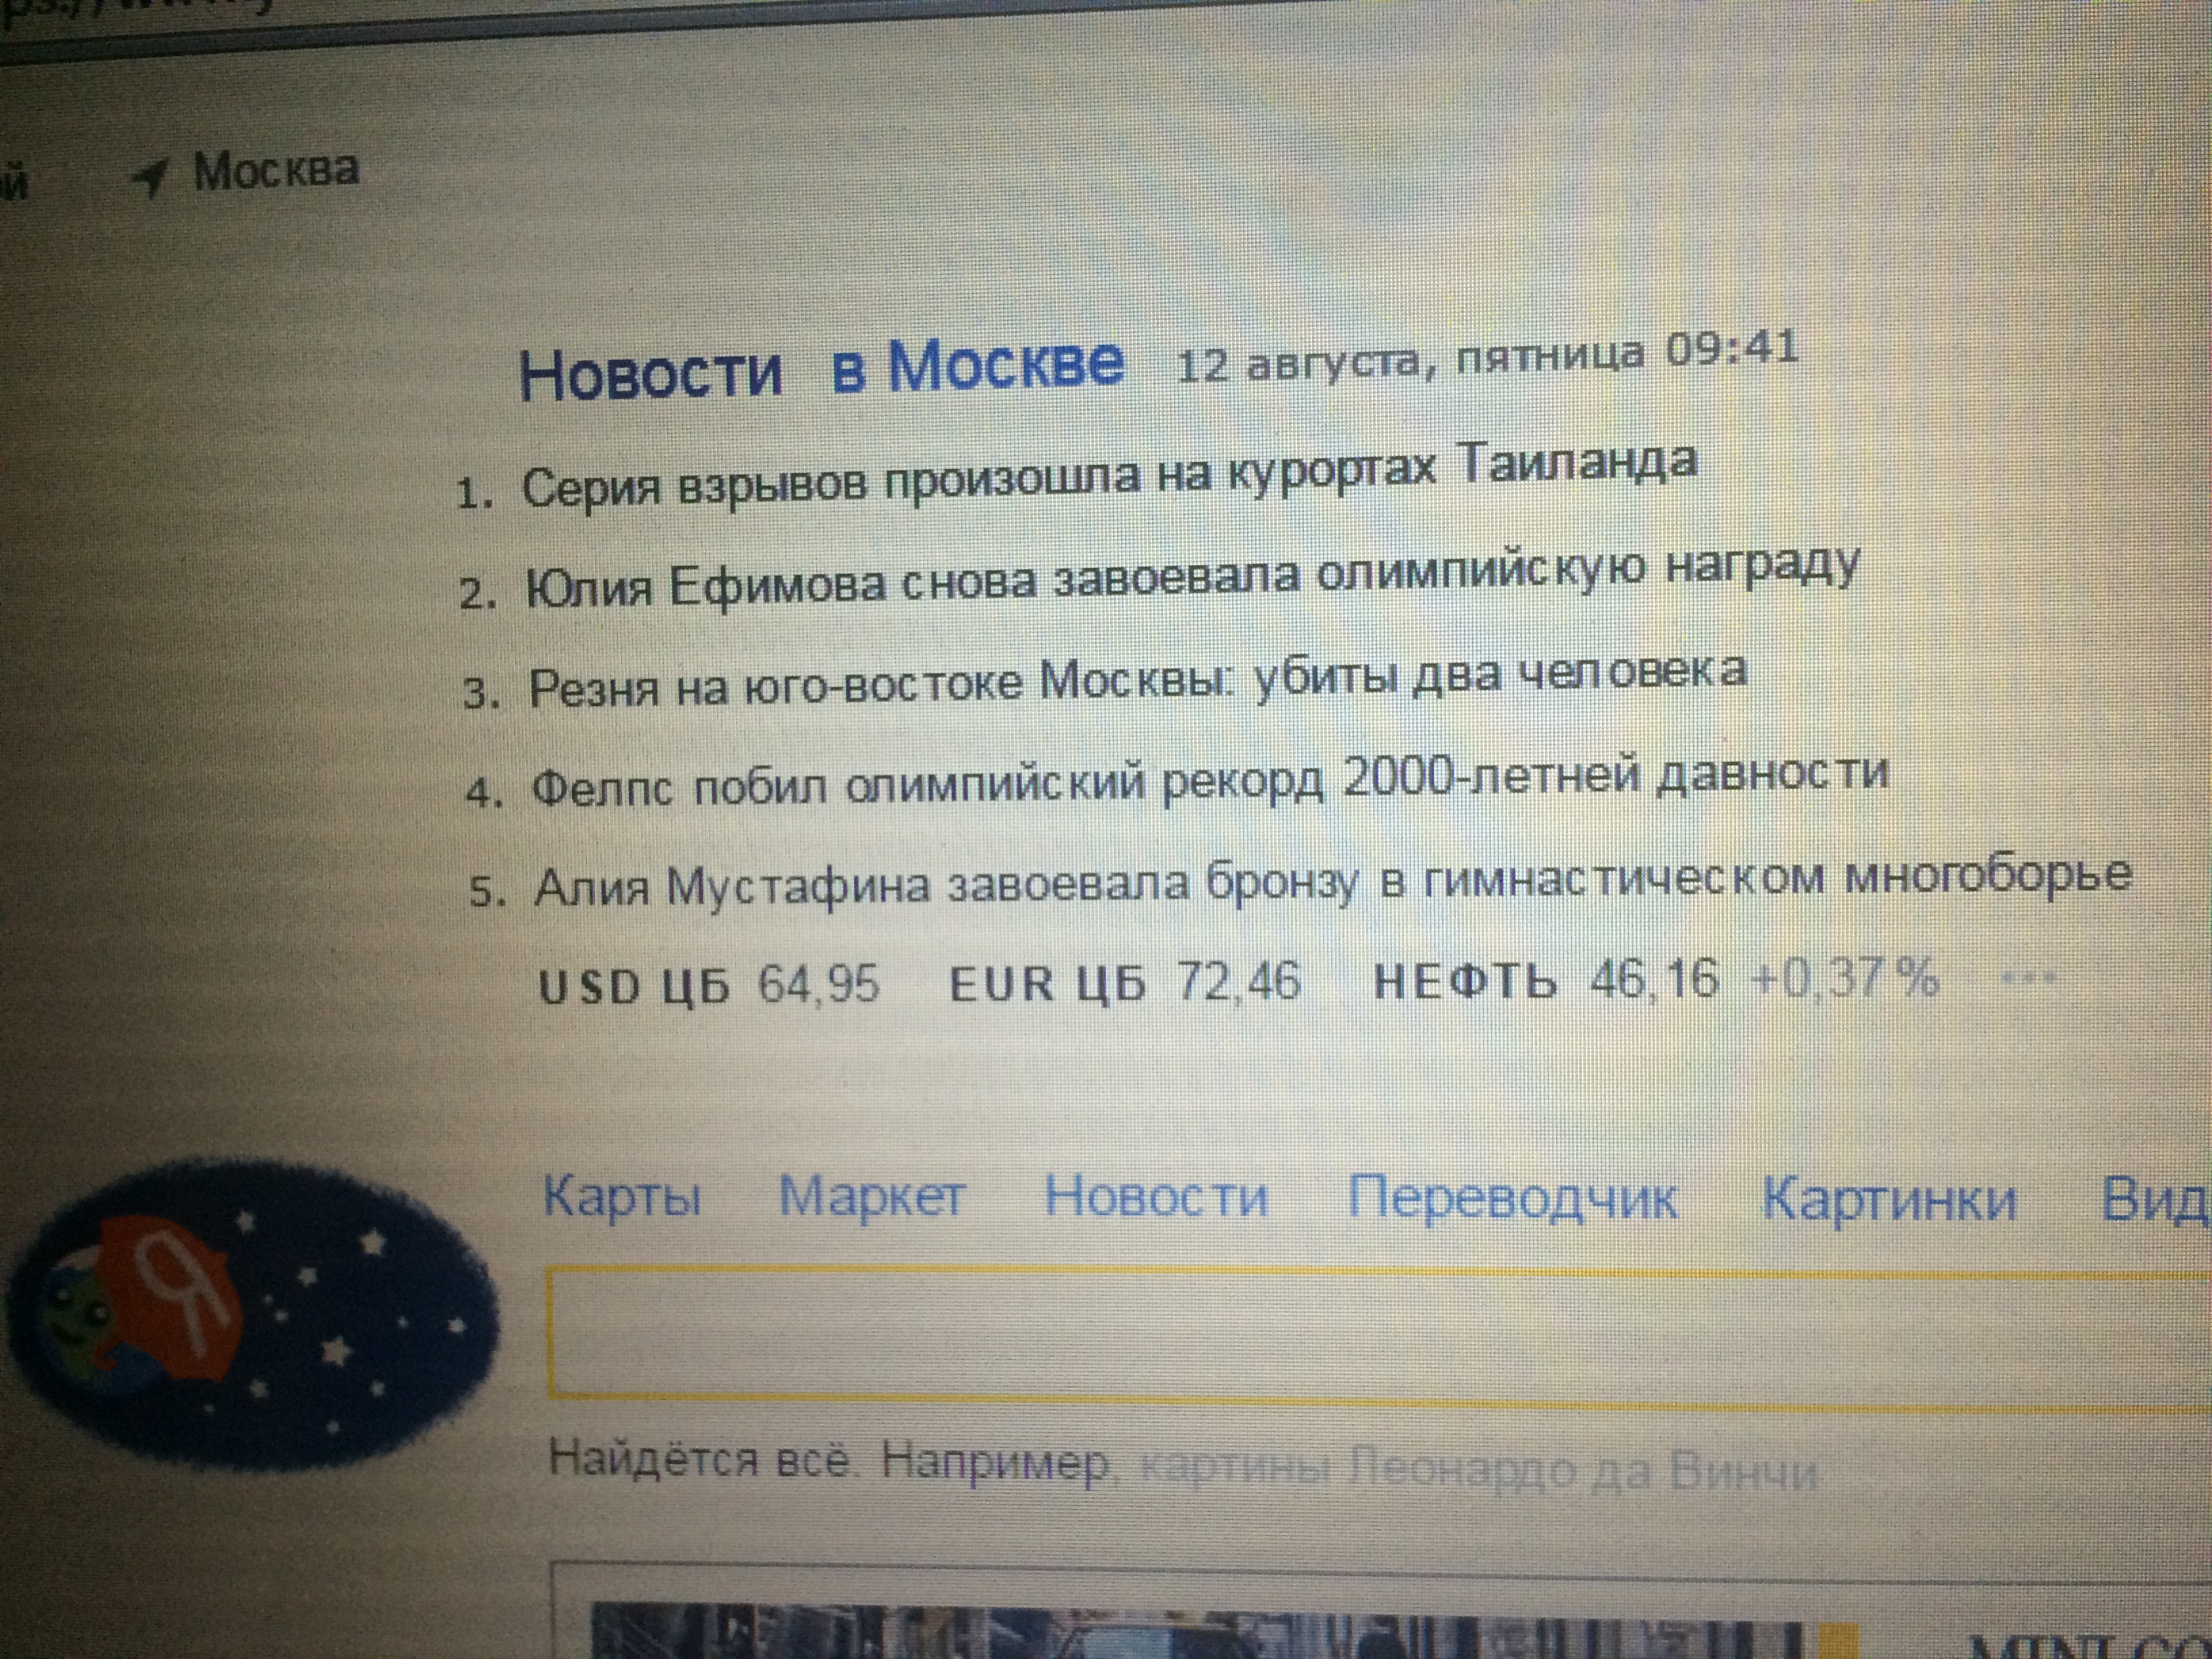 й Москва
Новости в Москве 12 августа, пятница 09:41
1. Серия взрывов произошла на курортах Таиланда
2. Юлия Ефимова снова завоевала олимпийскую награду
3. Резня на юго-востоке Москвы: убиты два человека
4. Фелпс побил олимпийский рекорд 2000-летней давности
5. Алия Мустафина завоевала бронзу в гимнастическом многоборье
USD ЦБ 64,95 EUR ЦБ 72,46 НЕФТЬ 46,16 +0,37% ...
Карты Маркет Новости Переводчик Картинки Вид
Я
Найдётся всё. Например, картины Леонардо да Винчи
MINI CO